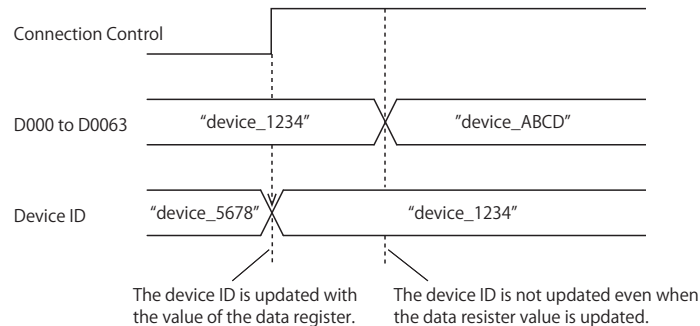 Connection Control
D000 to D0063
“device_1234”
”device_ABCD”
Device ID
“device_5678”
“device_1234”
The device ID is updated with
the value of the data register.
The device ID is not updated even when
the data resister value is updated.